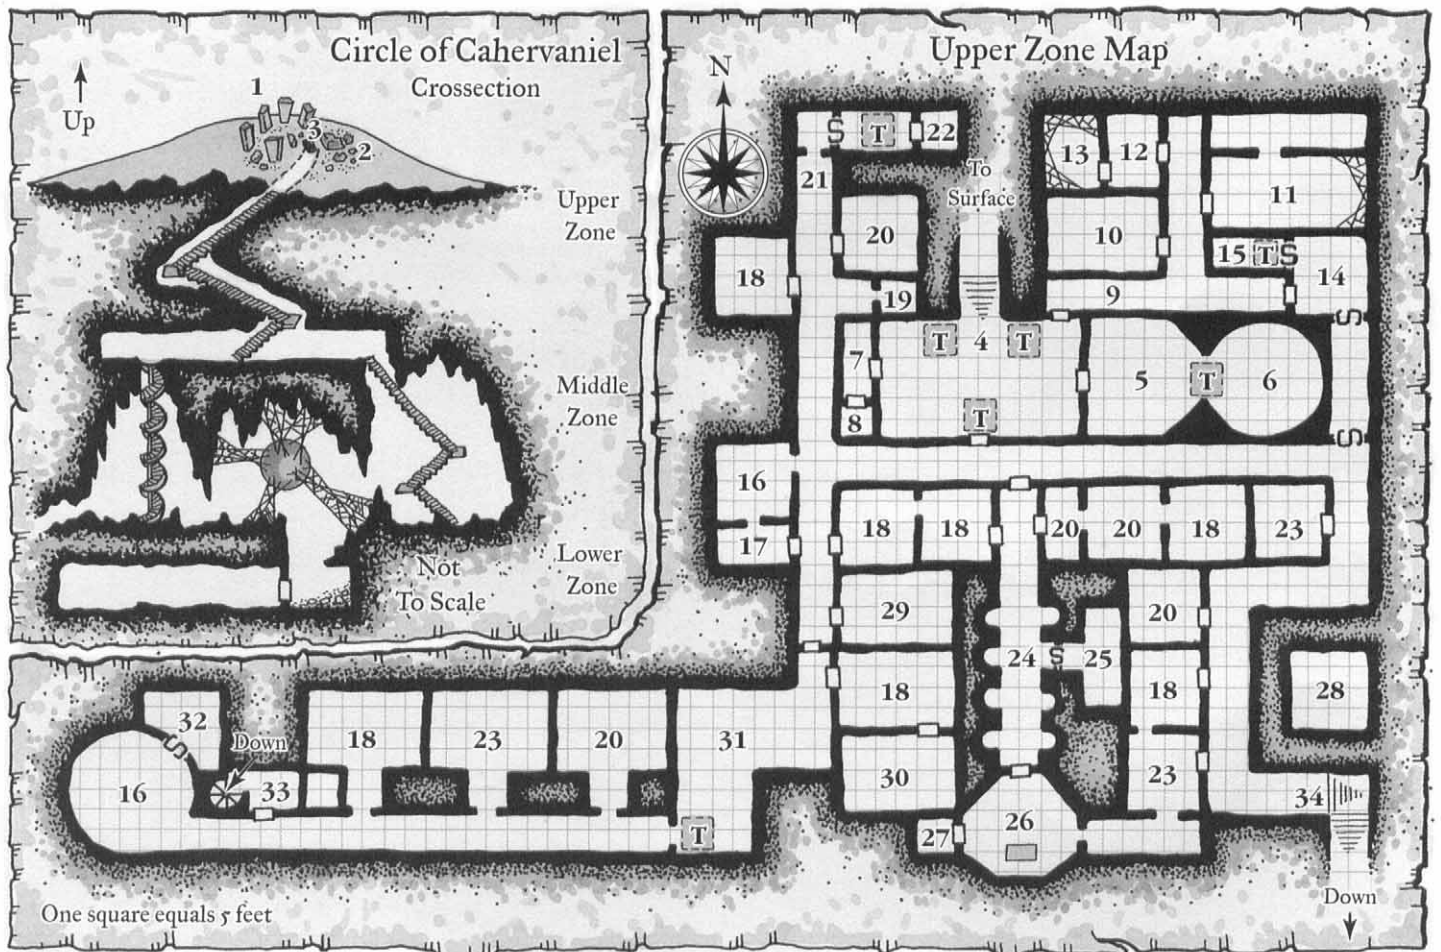 Circle of Cahervaniel
Crossection
Up
1
3
2
Upper
Zone
Middle
Zone
Lower
Zone
Not
To Scale
Upper Zone Map
N
S
T
22
21
To
Surface
13
12
11
20
10
15
T
S
14
18
19
9
S
T
4
T
7
5
T
6
8
T
S
16
17
18
18
20
20
18
23
29
20
24
S
25
18
18
28
30
23
34
26
27
Down
32
S
Down
18
23
20
31
16
33
T
One square equals 5 feet